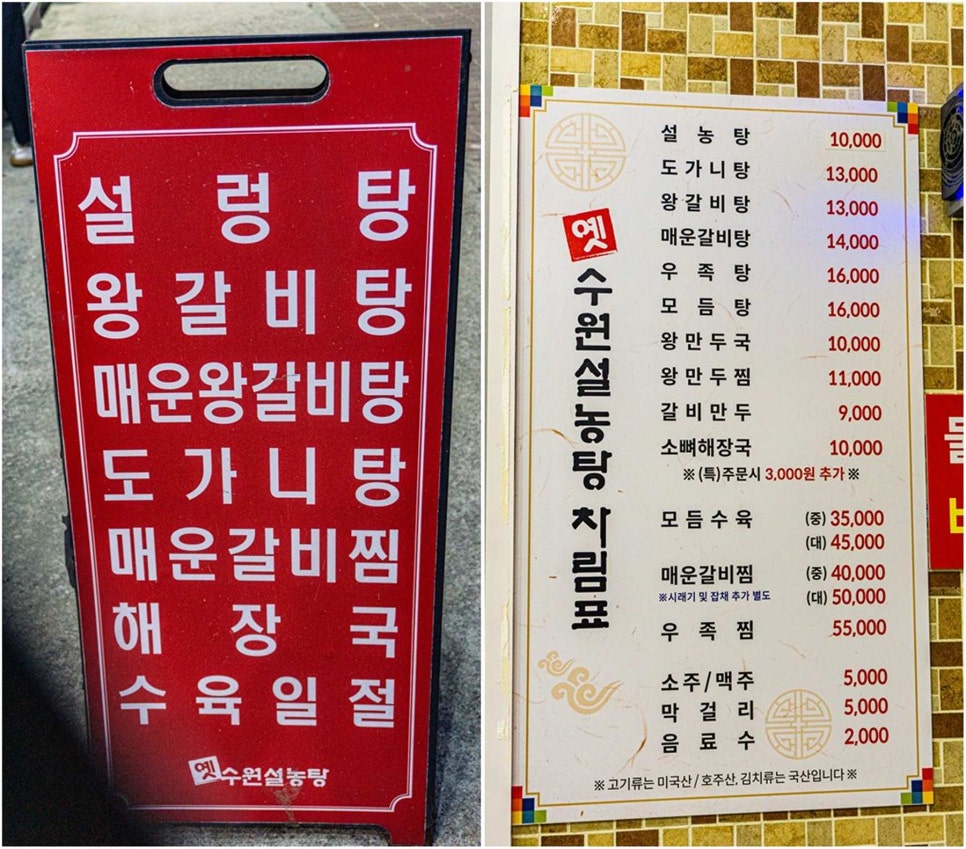 설렁탕
왕갈비탕
매운왕갈비탕
도가니탕
매운갈비찜
해장국
수육일절
옛수원설농탕
옛 수원설농탕 차림표
설농탕 10,000
도가니탕 13,000
왕갈비탕 13,000
매운갈비탕 14,000
우족탕 16,000
모듬탕 16,000
왕만두국 10,000
왕만두찜 11,000
갈비만두 9,000
소뼈해장국 10,000
※ (특)주문시 3,000원 추가 ※
모듬수육 (중) 35,000
(대) 45,000
매운갈비찜 (중) 40,000
※시래기 및 잡채 추가 별도 (대) 50,000
우족찜 55,000
소주/맥주 5,000
막걸리 5,000
음료수 2,000
※ 고기류는 미국산 / 호주산, 김치류는 국산입니다 ※